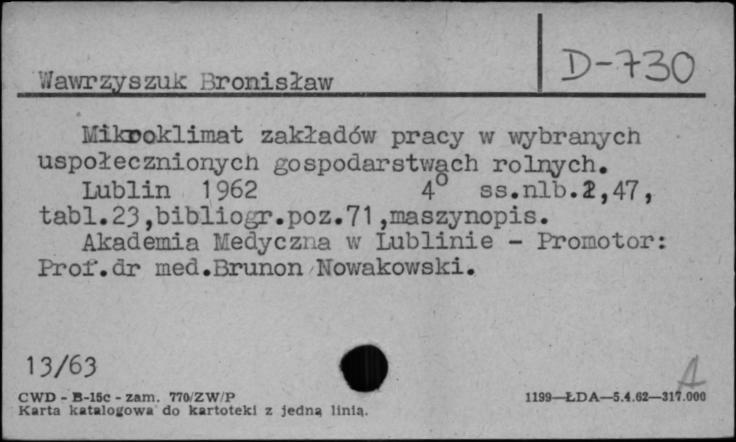 D-730
Wawrzyszuk Bronisław
Mikroklimat zakładów pracy w wybranych
uspołecznionych gospodarstwach rolnych.
Lublin 1962 4° ss.nlb.2,47,
tabl.23,bibliogr.poz.71,maszynopis.
Akademia Medyczna w Lublinie - Promotor:
Prof.dr med.Brunon Nowakowski.
13/63
A
CWD - B-15c - zam. 770/ZW/P 1199—ŁDA—5.4.62—317.000
Karta katalogowa do kartoteki z jedną linią.